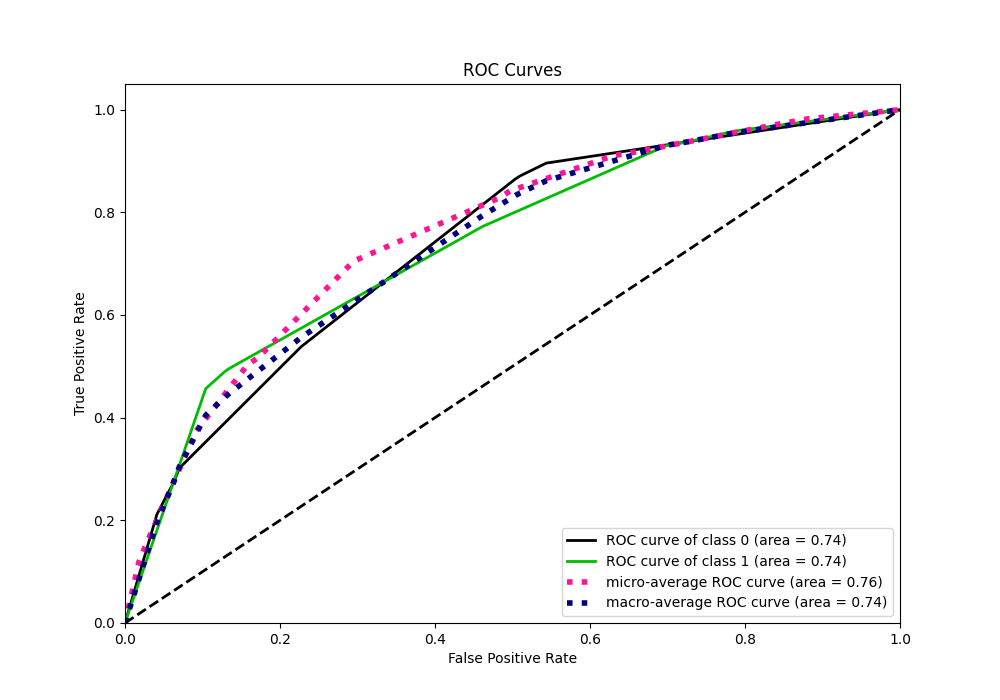 ROC Curves
1.0
0.8
0.6
0.4
0.2
0.0
True Positive Rate
ROC curve of class 0 (area = 0.74)
ROC curve of class 1 (area = 0.74)
micro-average ROC curve (area = 0.76)
macro-average ROC curve (area = 0.74)
0.0 0.2 0.4 0.6 0.8 1.0
False Positive Rate